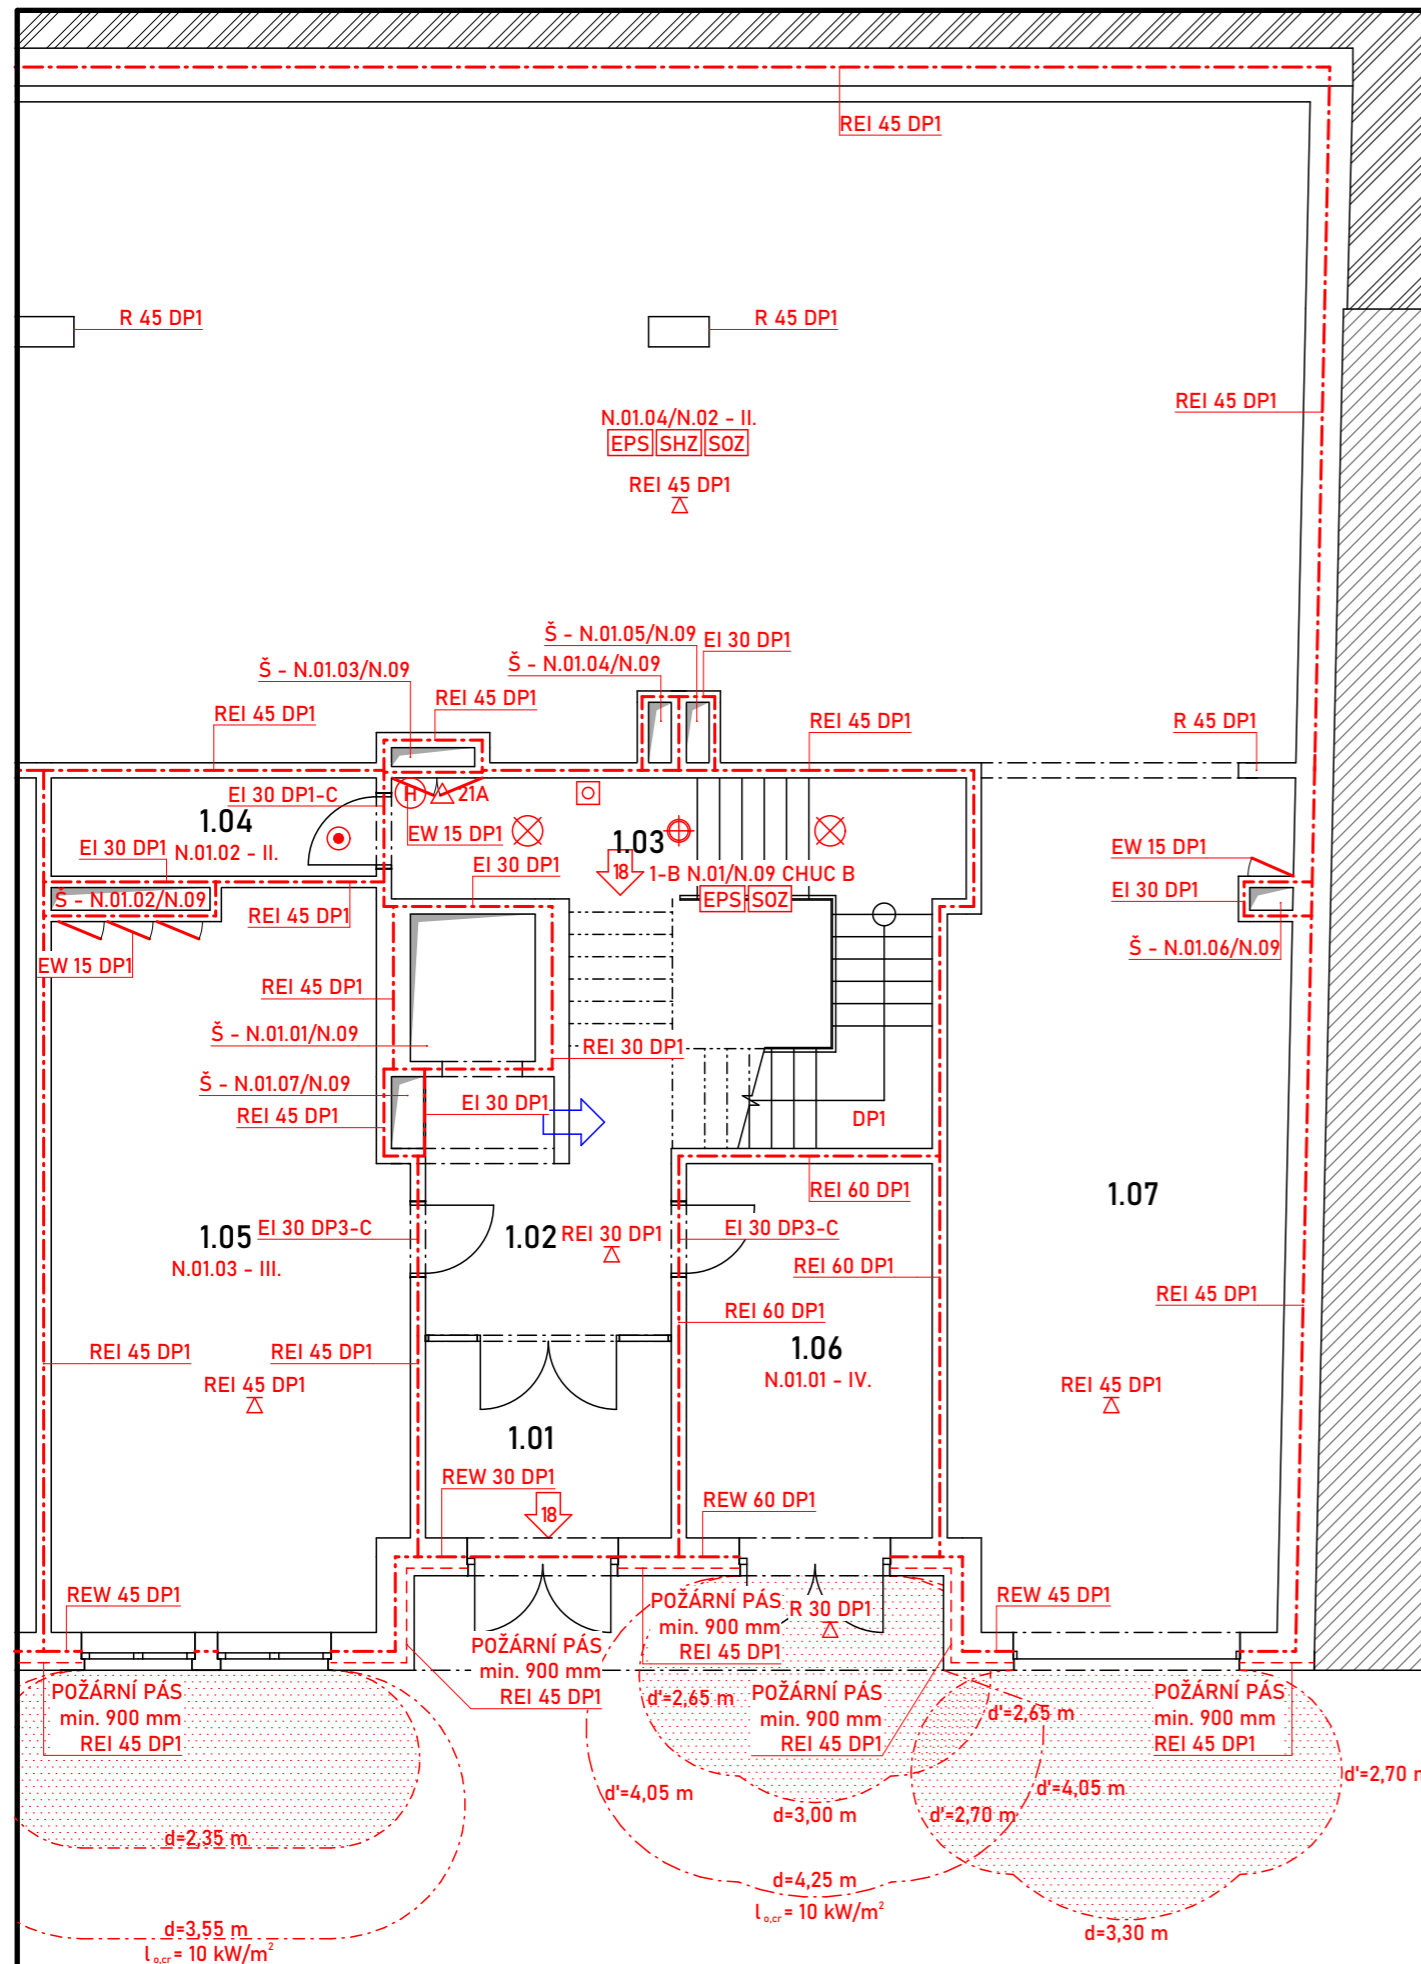 REI 45 DP1
R 45 DP1
R 45 DP1
REI 45 DP1
N.01.04/N.02 - II.
EPS SHZ SOZ
REI 45 DP1
Š - N.01.05/N.09
EI 30 DP1
Š - N.01.04/N.09
Š - N.01.03/N.09
REI 45 DP1
REI 45 DP1
REI 45 DP1
R 45 DP1
EI 30 DP1-C
H
21A
1.04
N.01.02 - II.
EW 15 DP1
1.03
EI 30 DP1
EI 30 DP1
18
1-B N.01/N.09 CHUC B
EPS SOZ
EW 15 DP1
EI 30 DP1
Š - N.01.02/N.09
REI 45 DP1
EW 15 DP1
Š - N.01.06/N.09
REI 45 DP1
Š - N.01.01/N.09
REI 30 DP1
Š - N.01.07/N.09
EI 30 DP1
REI 45 DP1
DP1
REI 60 DP1
1.07
1.05
EI 30 DP3-C
1.02
REI 30 DP1
EI 30 DP3-C
N.01.03 - III.
REI 60 DP1
REI 45 DP1
REI 60 DP1
1.06
N.01.01 - IV.
REI 45 DP1
REI 45 DP1
REI 45 DP1
REI 45 DP1
1.01
REW 30 DP1
18
REW 60 DP1
REW 45 DP1
POŽÁRNÍ PÁS
min. 900 mm
REI 45 DP1
R 30 DP1
REW 45 DP1
POŽÁRNÍ PÁS
min. 900 mm
REI 45 DP1
POŽÁRNÍ PÁS
min. 900 mm
REI 45 DP1
d'=2,65 m
POŽÁRNÍ PÁS
min. 900 mm
REI 45 DP1
d'=2,65 m
POŽÁRNÍ PÁS
min. 900 mm
REI 45 DP1
d'=4,05 m
d=3,00 m
d'=2,70 m
d'=4,05 m
d'=2,70 m
d=2,35 m
d=4,25 m
lo,cr = 10 kW/m²
d=3,30 m
d=3,55 m
lo,cr = 10 kW/m²